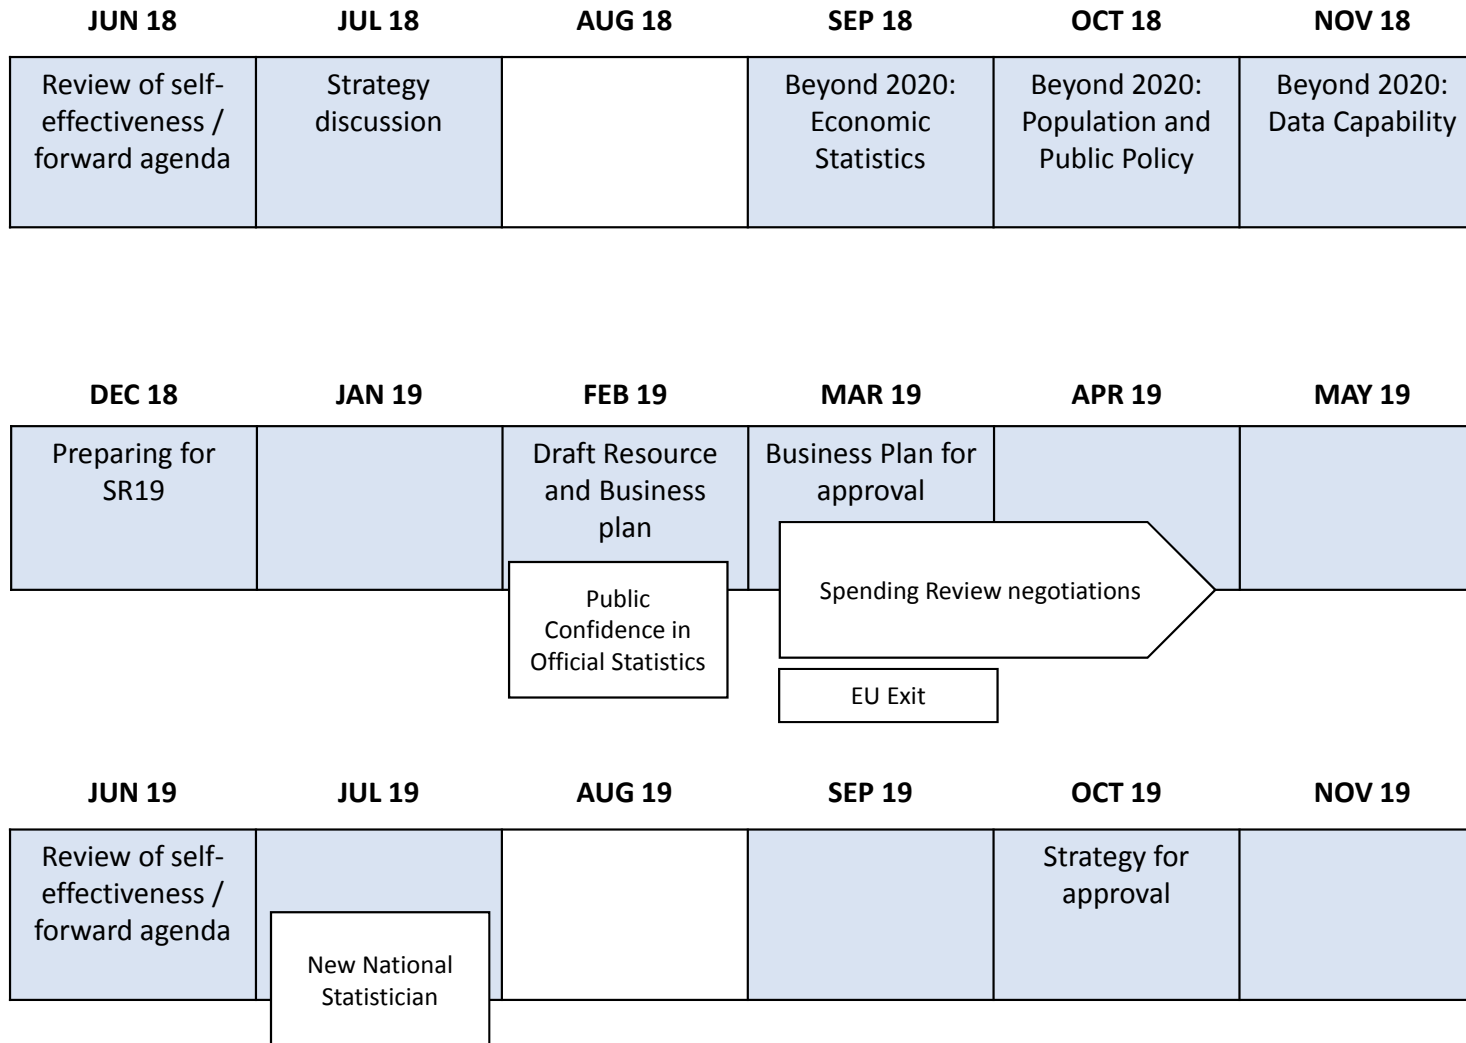 JUN 18 JUL 18 AUG 18 SEP 18 OCT 18 NOV 18
Review of self-
effectiveness /
forward agenda
Strategy
discussion
Beyond 2020:
Economic
Statistics
Beyond 2020:
Population and
Public Policy
Beyond 2020:
Data Capability
DEC 18 JAN 19 FEB 19 MAR 19 APR 19 MAY 19
Preparing for
SR19
Draft Resource
and Business
plan
Business Plan for
approval
Public
Confidence in
Official Statistics
Spending Review negotiations
EU Exit
JUN 19 JUL 19 AUG 19 SEP 19 OCT 19 NOV 19
Review of self-
effectiveness /
forward agenda
New National
Statistician
Strategy for
approval